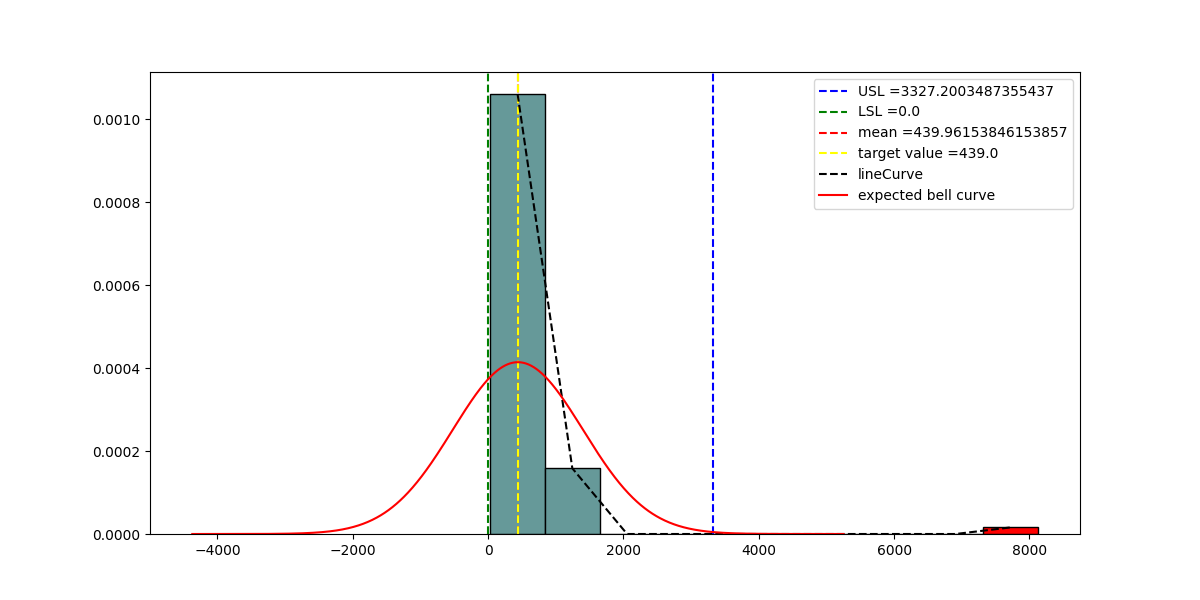 USL =3327.2003487355437
LSL =0.0
mean =439.96153846153857
target value =439.0
lineCurve
expected bell curve
0.0010
0.0008
0.0006
0.0004
0.0002
0.0000
−4000 −2000 0 2000 4000 6000 8000